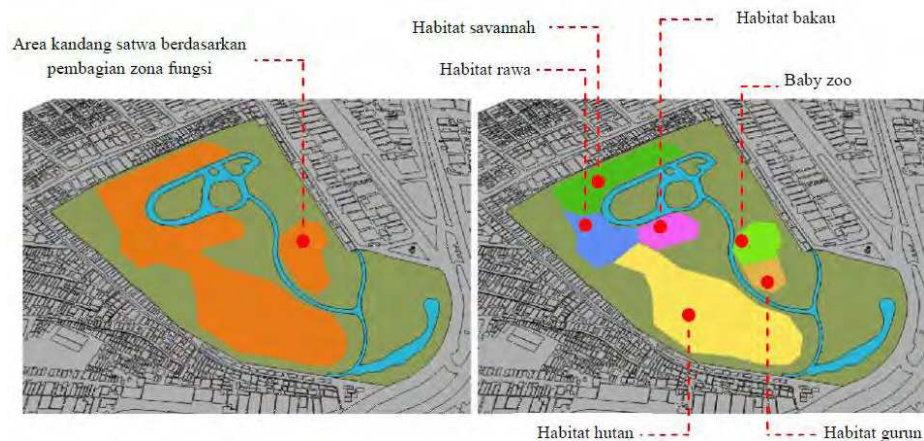 Area kandang satwa berdasarkan
pembagian zona fungsi
Habitat savannah
Habitat rawa
Habitat bakau
Baby zoo
Habitat hutan
Habitat gurun